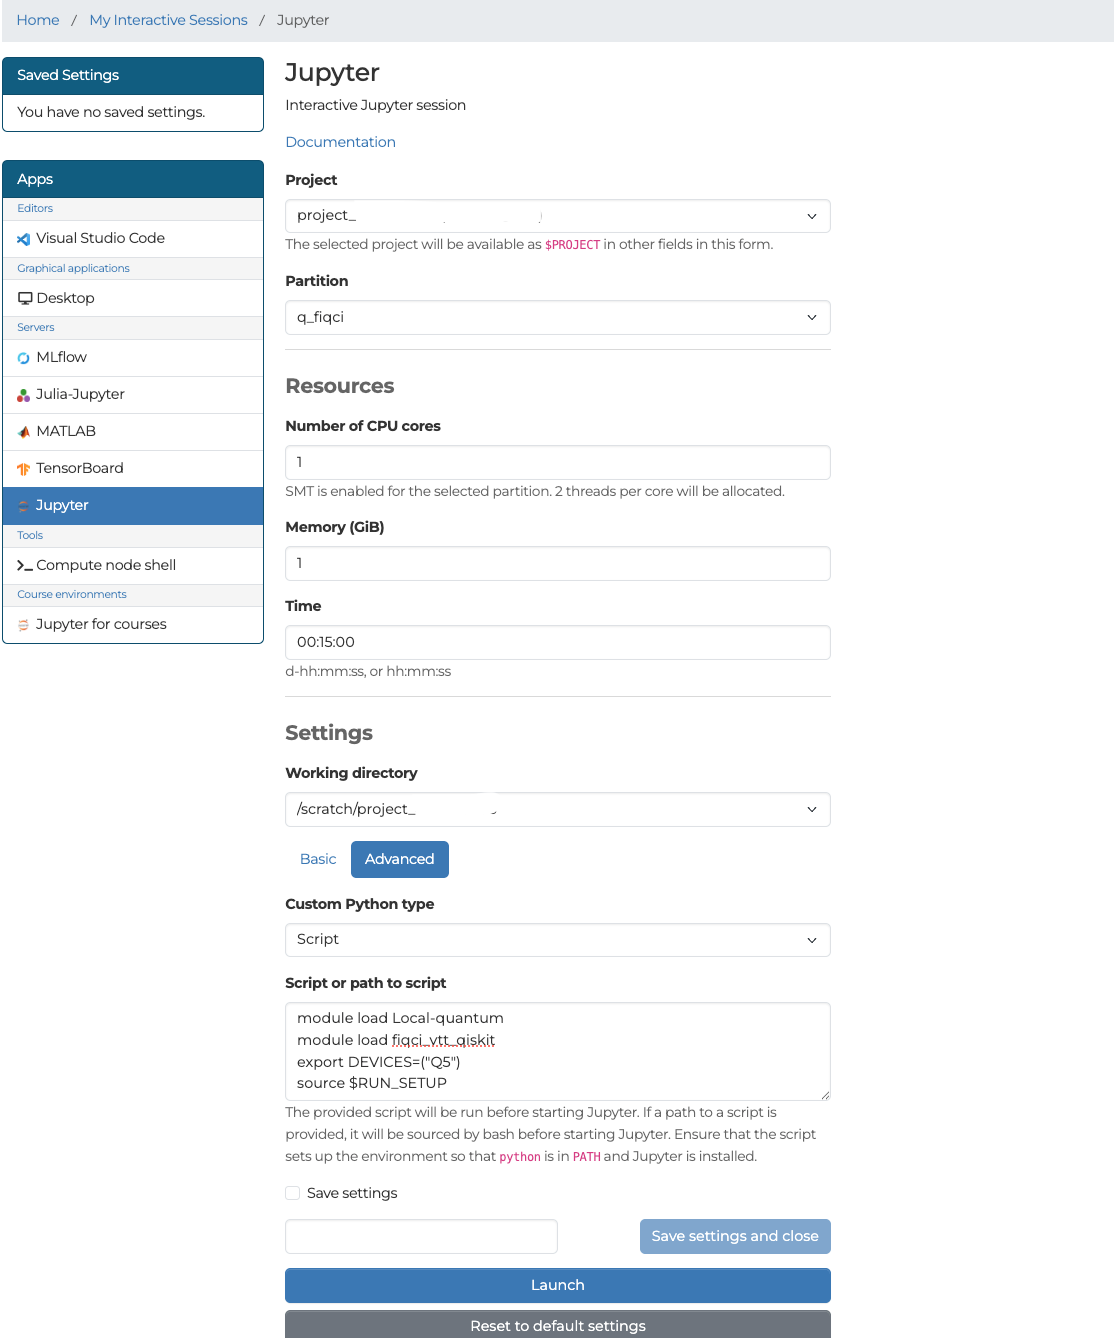 Home / My Interactive Sessions / Jupyter
Saved Settings
You have no saved settings.
Apps
Editors
Visual Studio Code
Graphical applications
Desktop
Servers
MLflow
Julia-Jupyter
MATLAB
TensorBoard
Jupyter
Tools
Compute node shell
Course environments
Jupyter for courses
Jupyter
Interactive Jupyter session
Documentation
Project
project_
The selected project will be available as $PROJECT in other fields in this form.
Partition
q_fiqci
Resources
Number of CPU cores
1
SMT is enabled for the selected partition. 2 threads per core will be allocated.
Memory (GiB)
1
Time
00:15:00
d-hh:mm:ss, or hh:mm:ss
Settings
Working directory
/scratch/project_
Basic Advanced
Custom Python type
Script
Script or path to script
module load Local-quantum
module load fiqci_vtt_qiskit
export DEVICES=("Q5")
source $RUN_SETUP
The provided script will be run before starting Jupyter. If a path to a script is
provided, it will be sourced by bash before starting Jupyter. Ensure that the script
sets up the environment so that python is in PATH and Jupyter is installed.
Save settings
Save settings and close
Launch
Reset to default settings